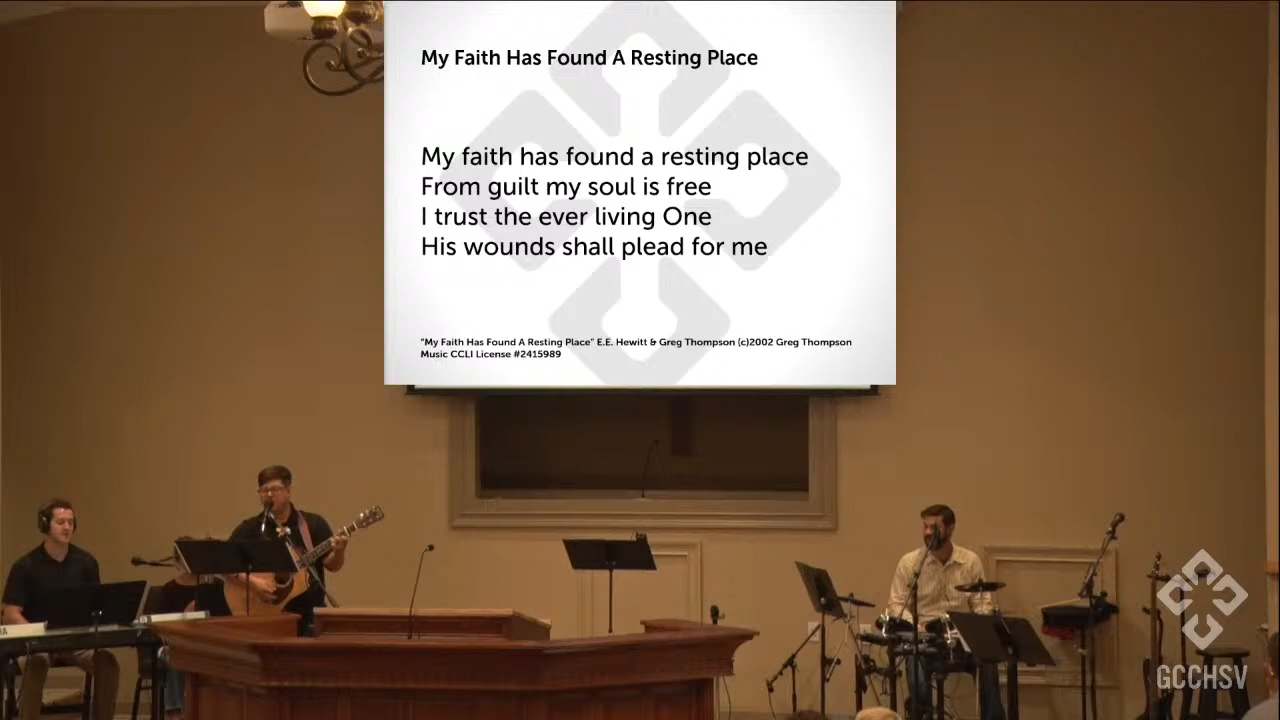 My Faith Has Found A Resting Place
My faith has found a resting place
From guilt my soul is free
I trust the ever living One
His wounds shall plead for me
"My Faith Has Found A Resting Place" E.E. Hewitt & Greg Thompson (c)2002 Greg Thompson
Music CCLI License #2415989
GCCHSV